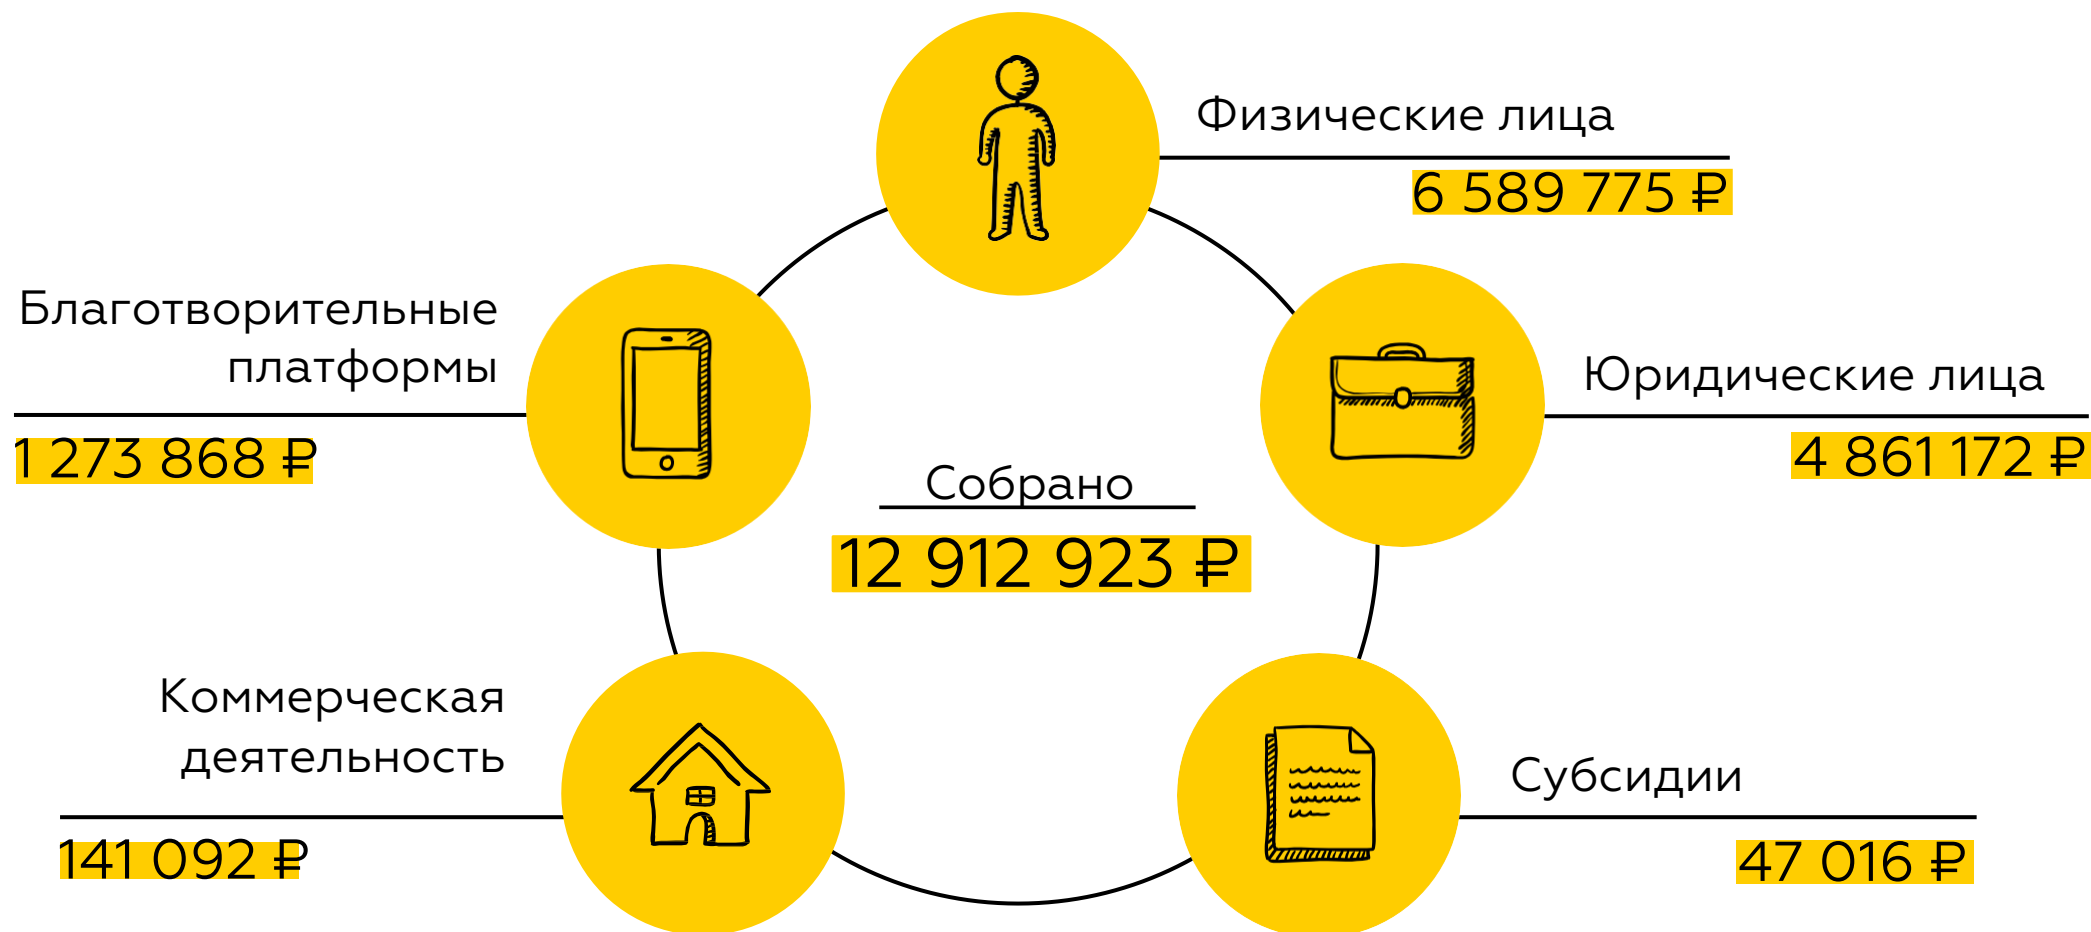 Физические лица
6 589 775 ₽
Благотворительные
платформы
1 273 868 ₽
Юридические лица
4 861 172 ₽
Собрано
12 912 923 ₽
Коммерческая
деятельность
141 092 ₽
Субсидии
47 016 ₽